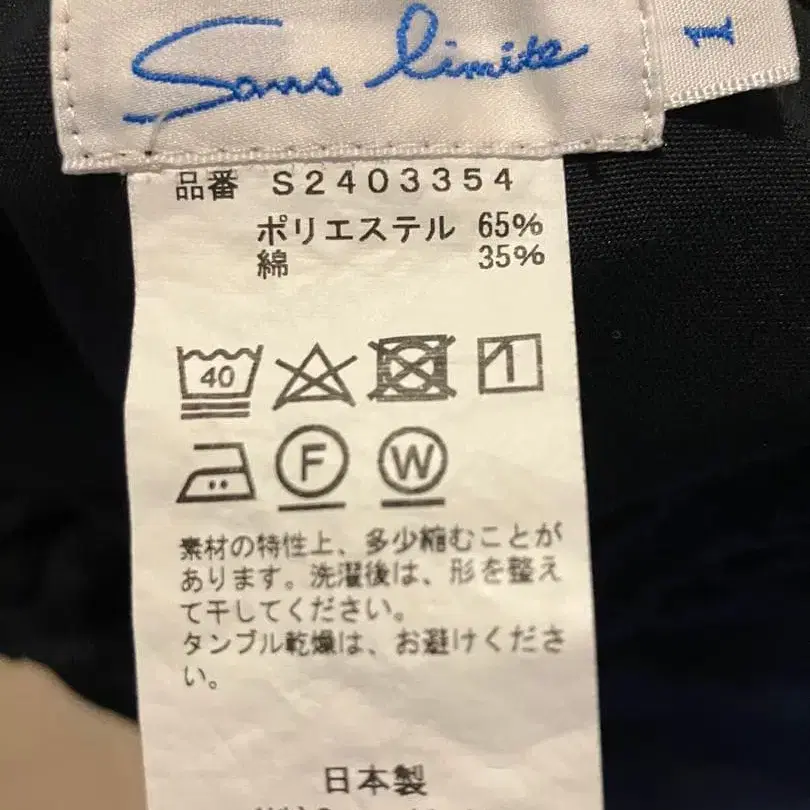 Sans limite
1
品番 S2403354
ポリエステル 65%
綿 35%
40
F W
素材の特性上、多少縮むことが
あります。洗濯後は、形を整え
て干してください。
タンブル乾燥は、お避けくださ
い。
日本製